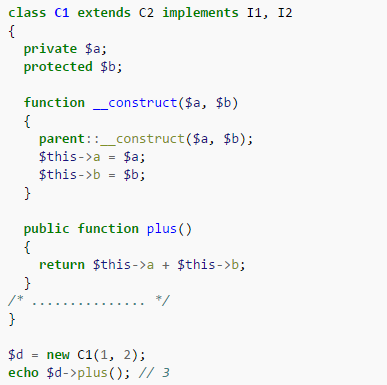 class C1 extends C2 implements I1, I2
{
  private $a;
  protected $b;

  function __construct($a, $b)
  {
    parent::__construct($a, $b);
    $this->a = $a;
    $this->b = $b;
  }

  public function plus()
  {
    return $this->a + $this->b;
  }
/* ............... */
}

$d = new C1(1, 2);
echo $d->plus(); // 3